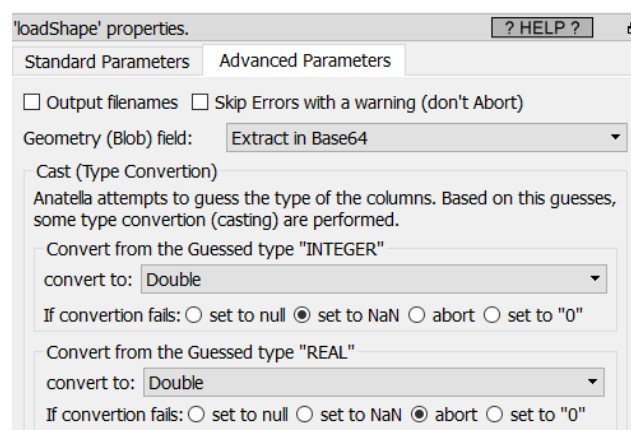 'loadShape' properties.
? HELP ?
Standard Parameters
Advanced Parameters
Output filenames
Skip Errors with a warning (don't Abort)
Geometry (Blob) field:
Extract in Base64
Cast (Type Convertion)
Anatella attempts to guess the type of the columns. Based on this guesses,
some type convertion (casting) are performed.
Convert from the Guessed type "INTEGER"
convert to:
Double
If convertion fails:
set to null
set to NaN
abort
set to "0"
Convert from the Guessed type "REAL"
convert to:
Double
If convertion fails:
set to null
set to NaN
abort
set to "0"